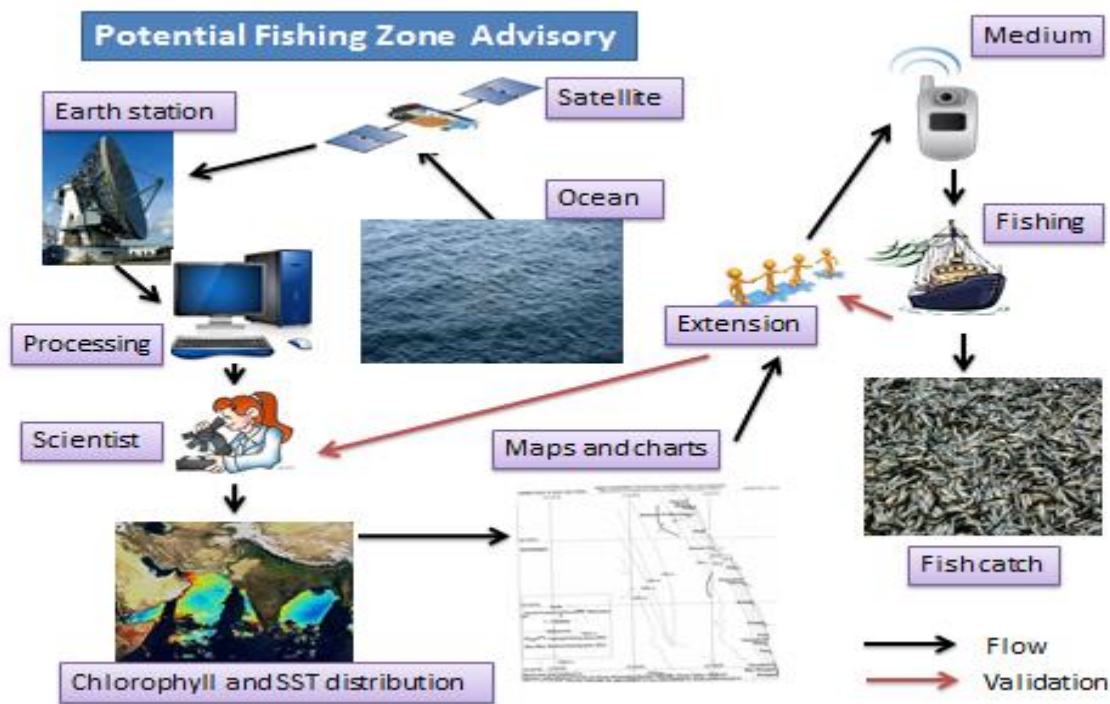 Potential Fishing Zone Advisory
Medium
Earth station
Satellite
Ocean
Fishing
Processing
Extension
Scientist
Maps and charts
Fish catch
Chlorophyll and SST distribution
Flow
Validation